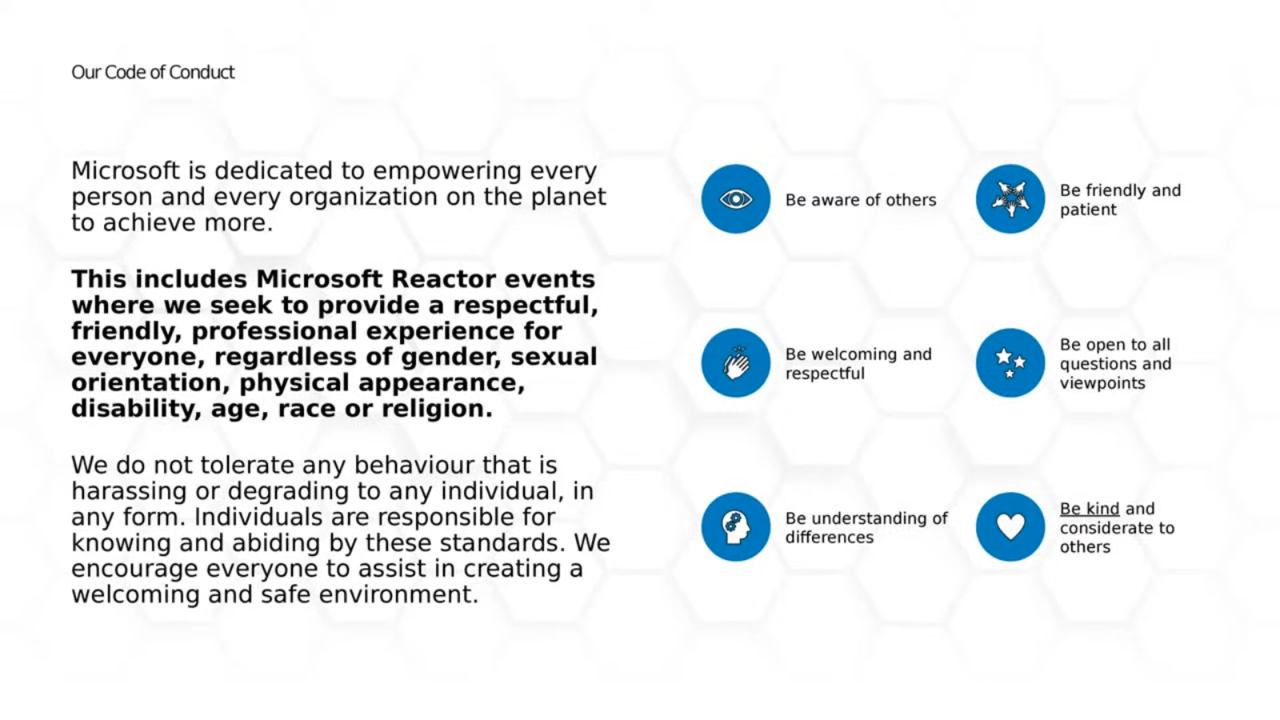 Our Code of Conduct
Microsoft is dedicated to empowering every
person and every organization on the planet
to achieve more.
This includes Microsoft Reactor events
where we seek to provide a respectful,
friendly, professional experience for
everyone, regardless of gender, sexual
orientation, physical appearance,
disability, age, race or religion.
We do not tolerate any behaviour that is
harassing or degrading to any individual, in
any form. Individuals are responsible for
knowing and abiding by these standards. We
encourage everyone to assist in creating a
welcoming and safe environment.
Be aware of others
Be friendly and
patient
Be welcoming and
respectful
Be open to all
questions and
viewpoints
Be understanding of
differences
Be kind and
considerate to
others